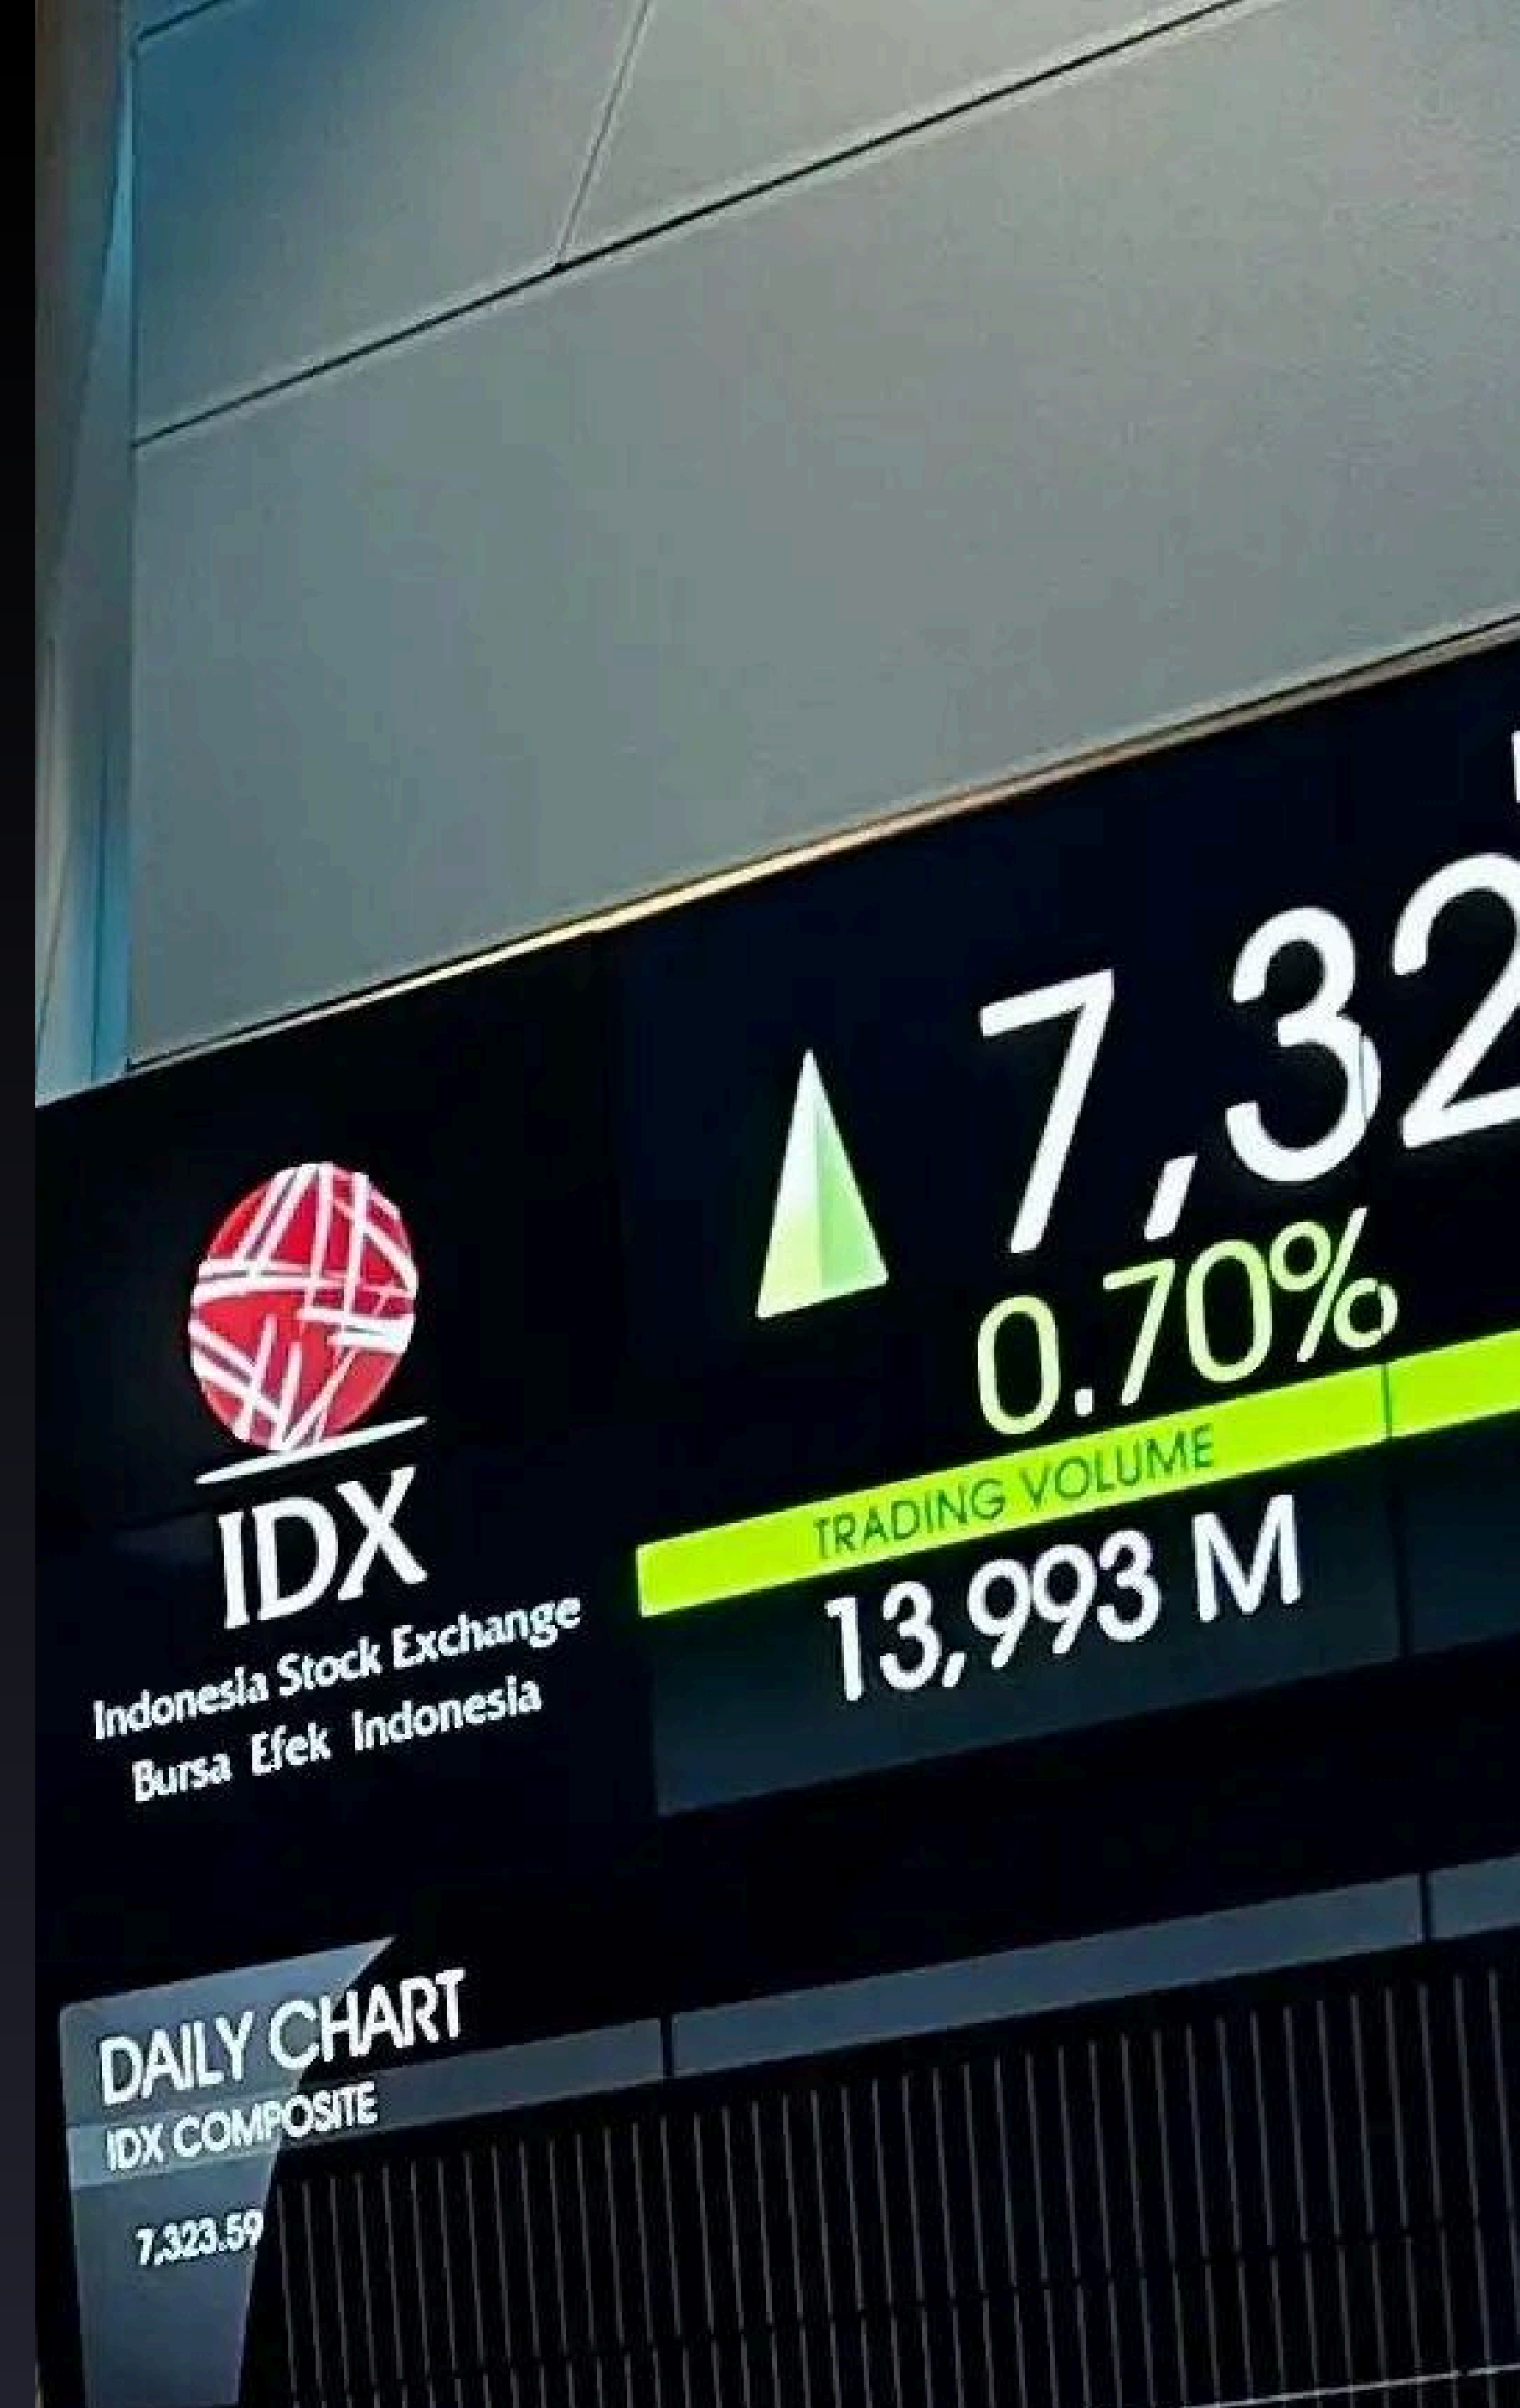 7,32
0.70%
TRADING VOLUME
13,993 M
IDX
Indonesia Stock Exchange
Bursa Efek Indonesia
DAILY CHART
IDX COMPOSITE
7,323.59